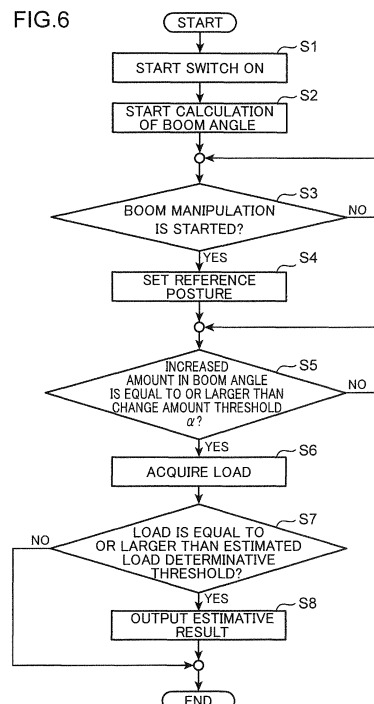 FIG.6
START
S1
START SWITCH ON
S2
START CALCULATION
OF BOOM ANGLE
S3
BOOM MANIPULATION
IS STARTED?
NO
YES
S4
SET REFERENCE
POSTURE
S5
INCREASED
AMOUNT IN BOOM ANGLE
IS EQUAL TO OR LARGER THAN
CHANGE AMOUNT THRESHOLD
α?
NO
YES
S6
ACQUIRE LOAD
S7
LOAD IS EQUAL TO
OR LARGER THAN ESTIMATED
LOAD DETERMINATIVE
THRESHOLD?
NO
YES
S8
OUTPUT ESTIMATIVE
RESULT
END